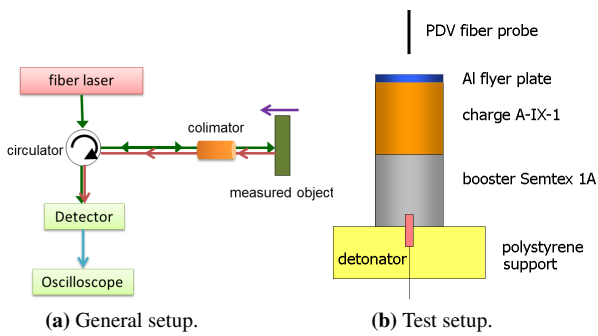 fiber laser
circulator
colimator
measured object
Detector
Oscilloscope
(a) General setup.
PDV fiber probe
Al flyer plate
charge A-IX-1
booster Semtex 1A
detonator
polystyrene
support
(b) Test setup.